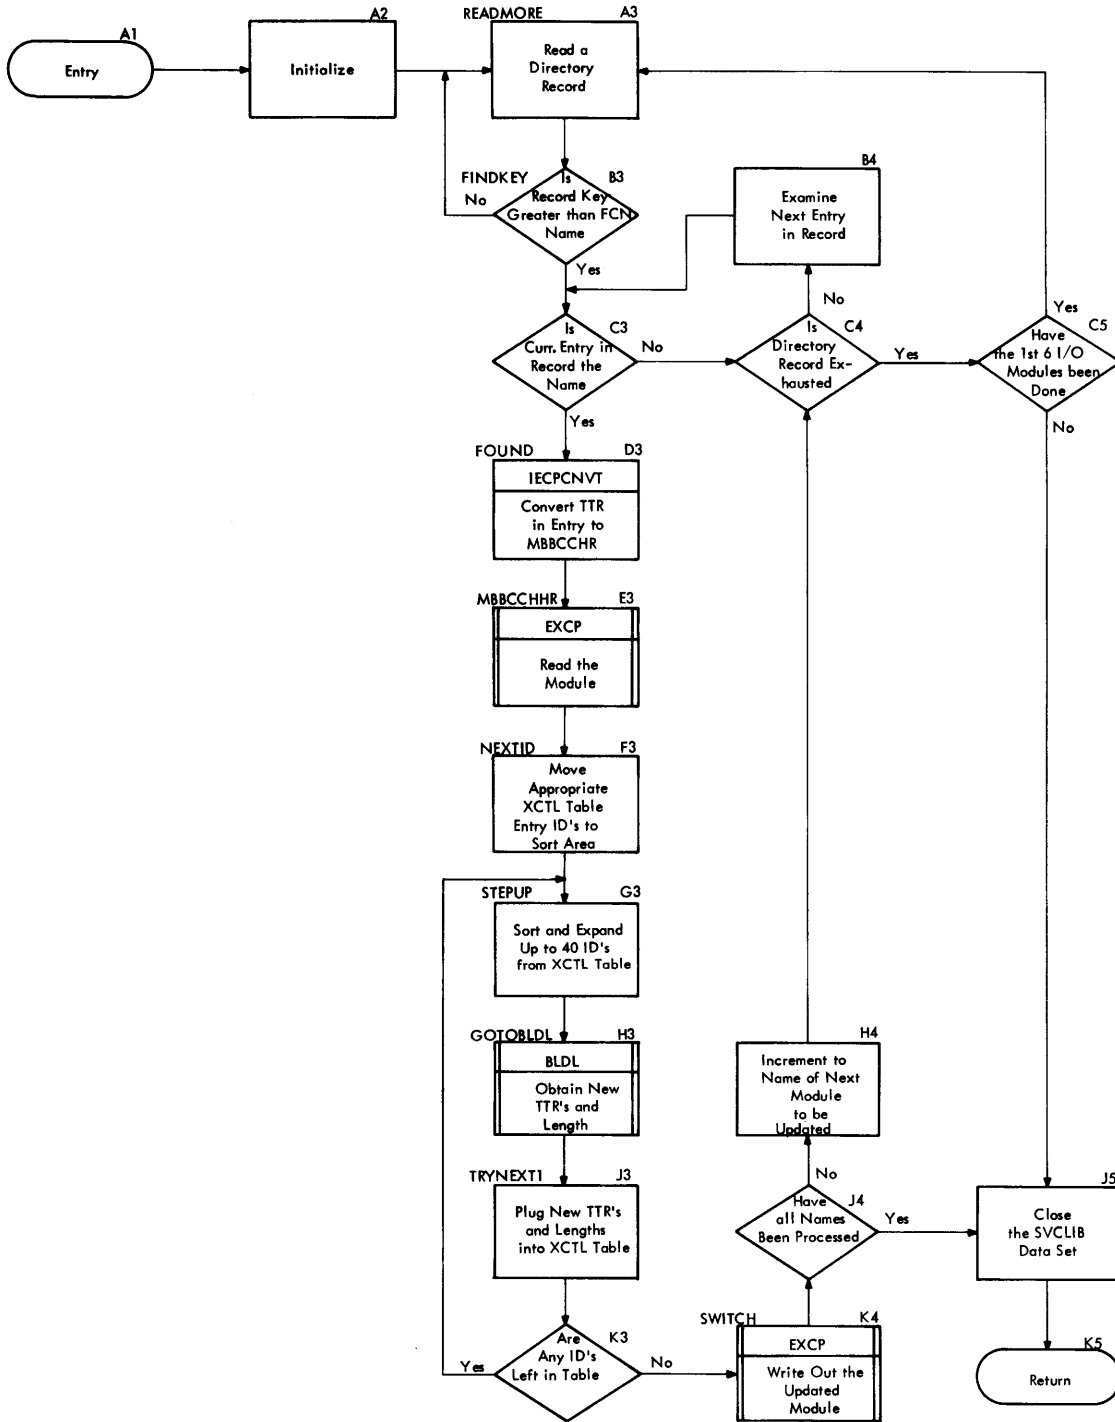 A1
Entry
A2
Initialize
READMORE
A3
Read a
Directory
Record
FINDKEY
B3
No
Is
Record Key
Greater than FCN
Name
Yes
B4
Examine
Next Entry
in Record
No
C3
Is
Curr. Entry in
Record the
Name
No
Yes
C4
Is
Directory
Record Ex-
hausted
Yes
Yes
C5
Have
the 1st 6 I/O
Modules been
Done
No
FOUND
D3
IECPCNVT
Convert TTR
in Entry to
MBBCCHR
MBBCCHHR
E3
EXCP
Read the
Module
NEXTID
F3
Move
Appropriate
XCTL Table
Entry ID's to
Sort Area
STEPUP
G3
Sort and Expand
Up to 40 ID's
from XCTL Table
GOTOBLDL
H3
BLDL
Obtain New
TTR's and
Length
H4
Increment to
Name of Next
Module
to be
Updated
No
TRYNEXT1
J3
Plug New TTR's
and Lengths
into XCTL Table
J4
Have
all Names
Been Processed
Yes
J5
Close
the SVCLIB
Data Set
K3
Are
Any ID's
Left in Table
Yes
No
SWITCH
K4
EXCP
Write Out the
Updated
Module
K5
Return